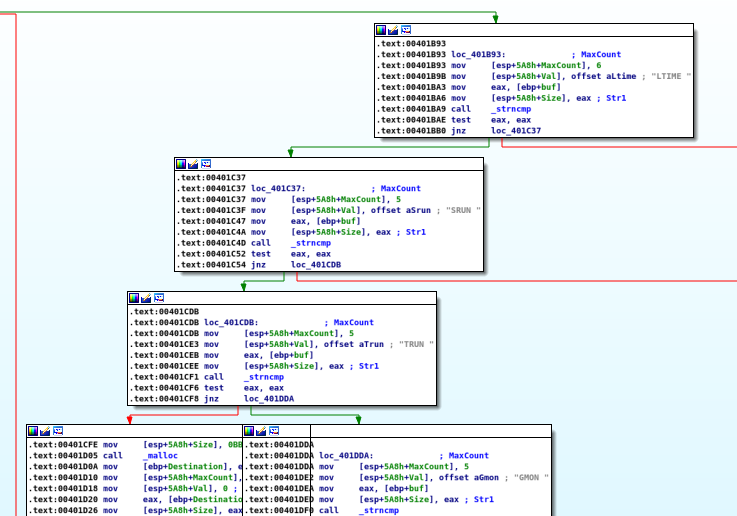 .text:00401B93
.text:00401B93 loc_401B93: ; MaxCount
.text:00401B93 mov [esp+5A8h+MaxCount], 6
.text:00401B9B mov [esp+5A8h+Val], offset aLtime ; "LTIME "
.text:00401BA3 mov eax, [ebp+buf]
.text:00401BA6 mov [esp+5A8h+Size], eax ; Str1
.text:00401BA9 call _strncmp
.text:00401BAE test eax, eax
.text:00401BB0 jnz loc_401C37
.text:00401C37
.text:00401C37 loc_401C37: ; MaxCount
.text:00401C37 mov [esp+5A8h+MaxCount], 5
.text:00401C3F mov [esp+5A8h+Val], offset aSrun ; "SRUN "
.text:00401C47 mov eax, [ebp+buf]
.text:00401C4A mov [esp+5A8h+Size], eax ; Str1
.text:00401C4D call _strncmp
.text:00401C52 test eax, eax
.text:00401C54 jnz loc_401CDB
.text:00401CDB
.text:00401CDB loc_401CDB: ; MaxCount
.text:00401CDB mov [esp+5A8h+MaxCount], 5
.text:00401CE3 mov [esp+5A8h+Val], offset aTrun ; "TRUN "
.text:00401CEB mov eax, [ebp+buf]
.text:00401CEE mov [esp+5A8h+Size], eax ; Str1
.text:00401CF1 call _strncmp
.text:00401CF6 test eax, eax
.text:00401CF8 jnz loc_401DDA
.text:00401CFE mov [esp+5A8h+Size], 0BB
.text:00401D05 call _malloc
.text:00401D0A mov [ebp+Destination], e
.text:00401D10 mov [esp+5A8h+MaxCount],
.text:00401D18 mov [esp+5A8h+Val], 0 ;
.text:00401D20 mov eax, [ebp+Destinatio
.text:00401D26 mov [esp+5A8h+Size], eax
.text:00401DDA
.text:00401DDA loc_401DDA: ; MaxCount
.text:00401DDA mov [esp+5A8h+MaxCount], 5
.text:00401DE2 mov [esp+5A8h+Val], offset aGmon ; "GMON "
.text:00401DEA mov eax, [ebp+buf]
.text:00401DED mov [esp+5A8h+Size], eax ; Str1
.text:00401DF0 call _strncmp